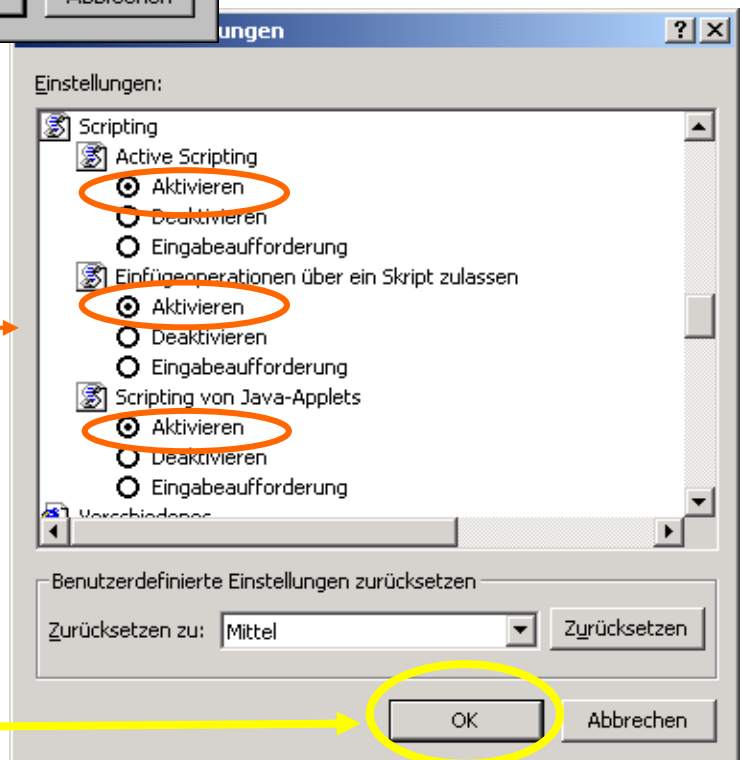 Abbrechen
ungen
Einstellungen:
Scripting
Active Scripting
Aktivieren
Deaktivieren
Eingabeaufforderung
Einfügeoperationen über ein Skript zulassen
Aktivieren
Deaktivieren
Eingabeaufforderung
Scripting von Java-Applets
Aktivieren
Deaktivieren
Eingabeaufforderung
Verschiedenes
Benutzerdefinierte Einstellungen zurücksetzen
Zurücksetzen zu: Mittel Zurücksetzen
OK Abbrechen